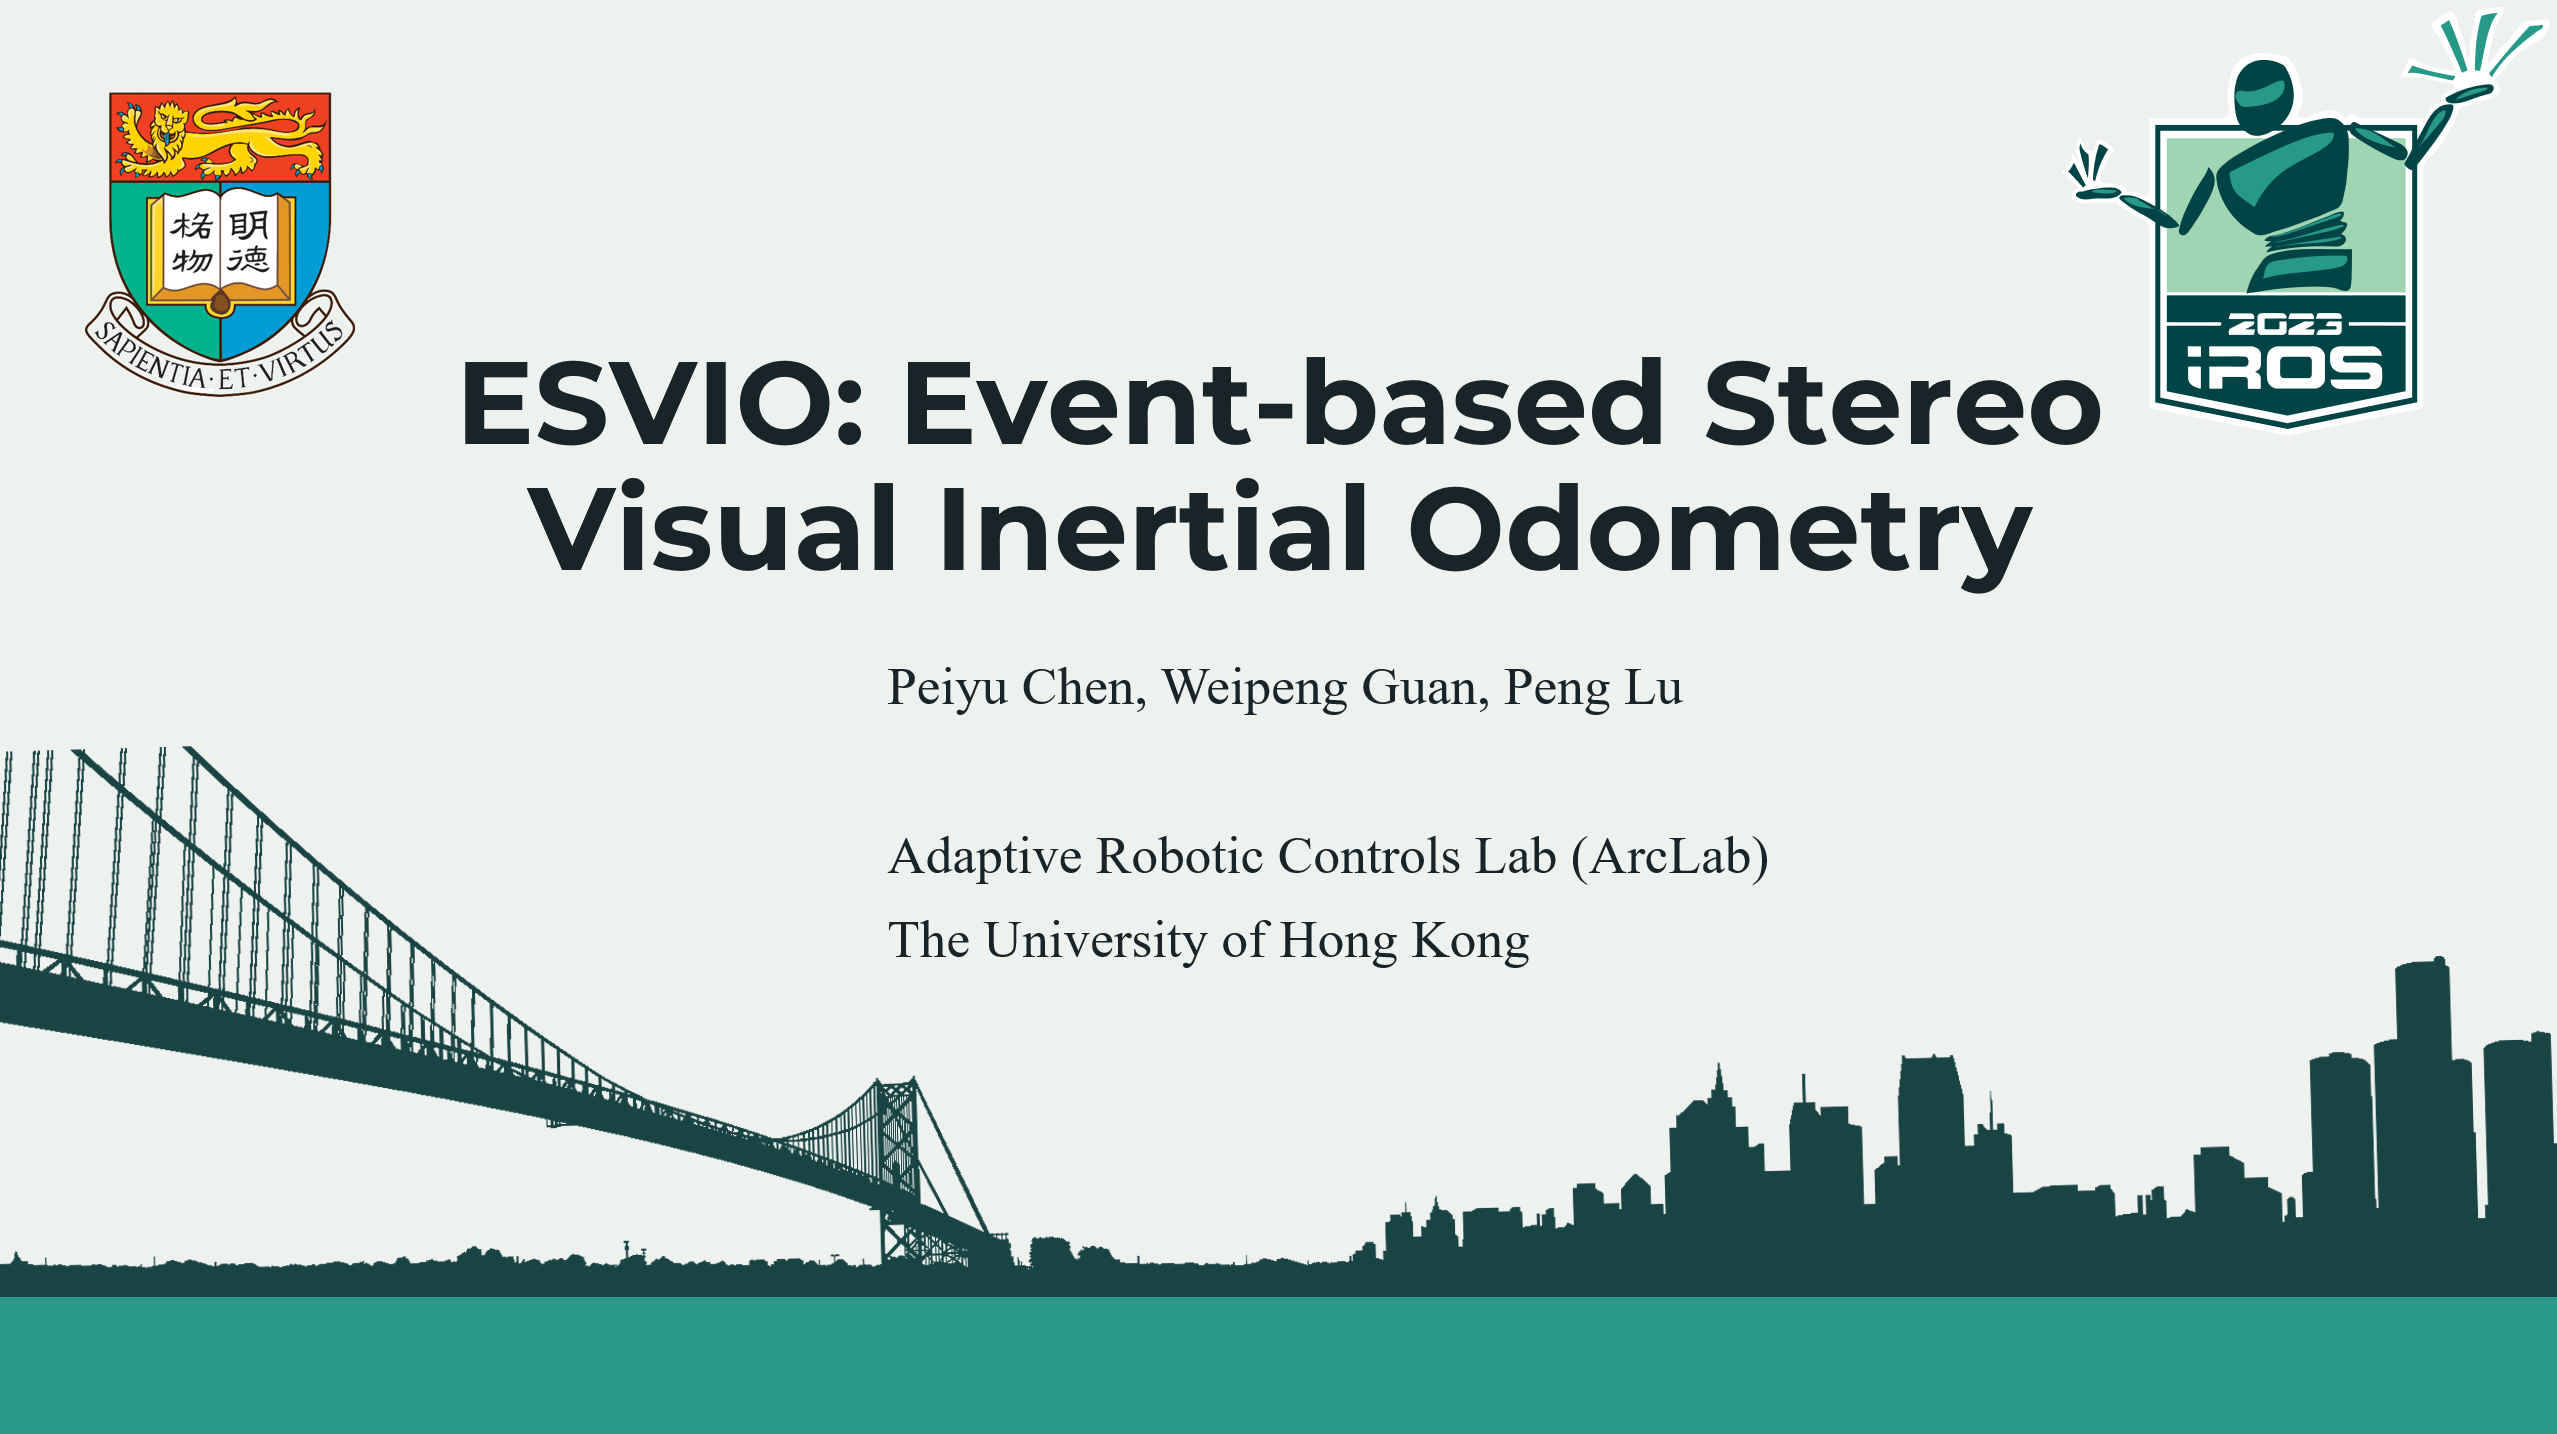 格 明
物 德
SAPIENTIA·ET·VIRTUS
2023
iROS
ESVIO: Event-based Stereo
Visual Inertial Odometry
Peiyu Chen, Weipeng Guan, Peng Lu
Adaptive Robotic Controls Lab (ArcLab)
The University of Hong Kong